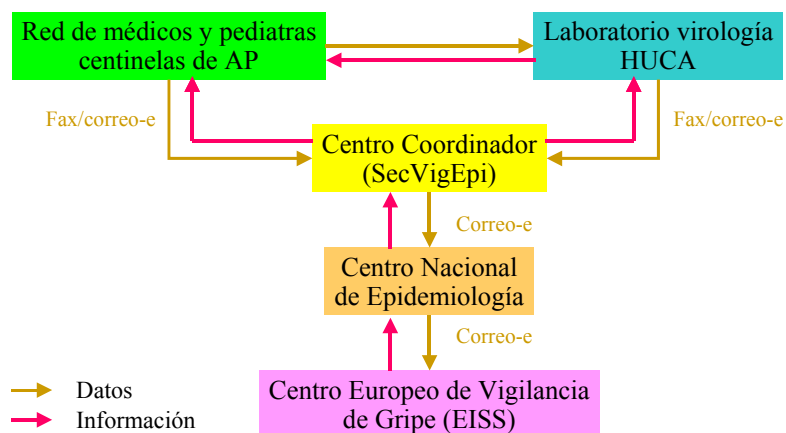 Red de médicos y pediatras
centinelas de AP
Laboratorio virología
HUCA
Fax/correo-e
Fax/correo-e
Centro Coordinador
(SecVigEpi)
Correo-e
Centro Nacional
de Epidemiología
Correo-e
Centro Europeo de Vigilancia
de Gripe (EISS)
Datos
Información